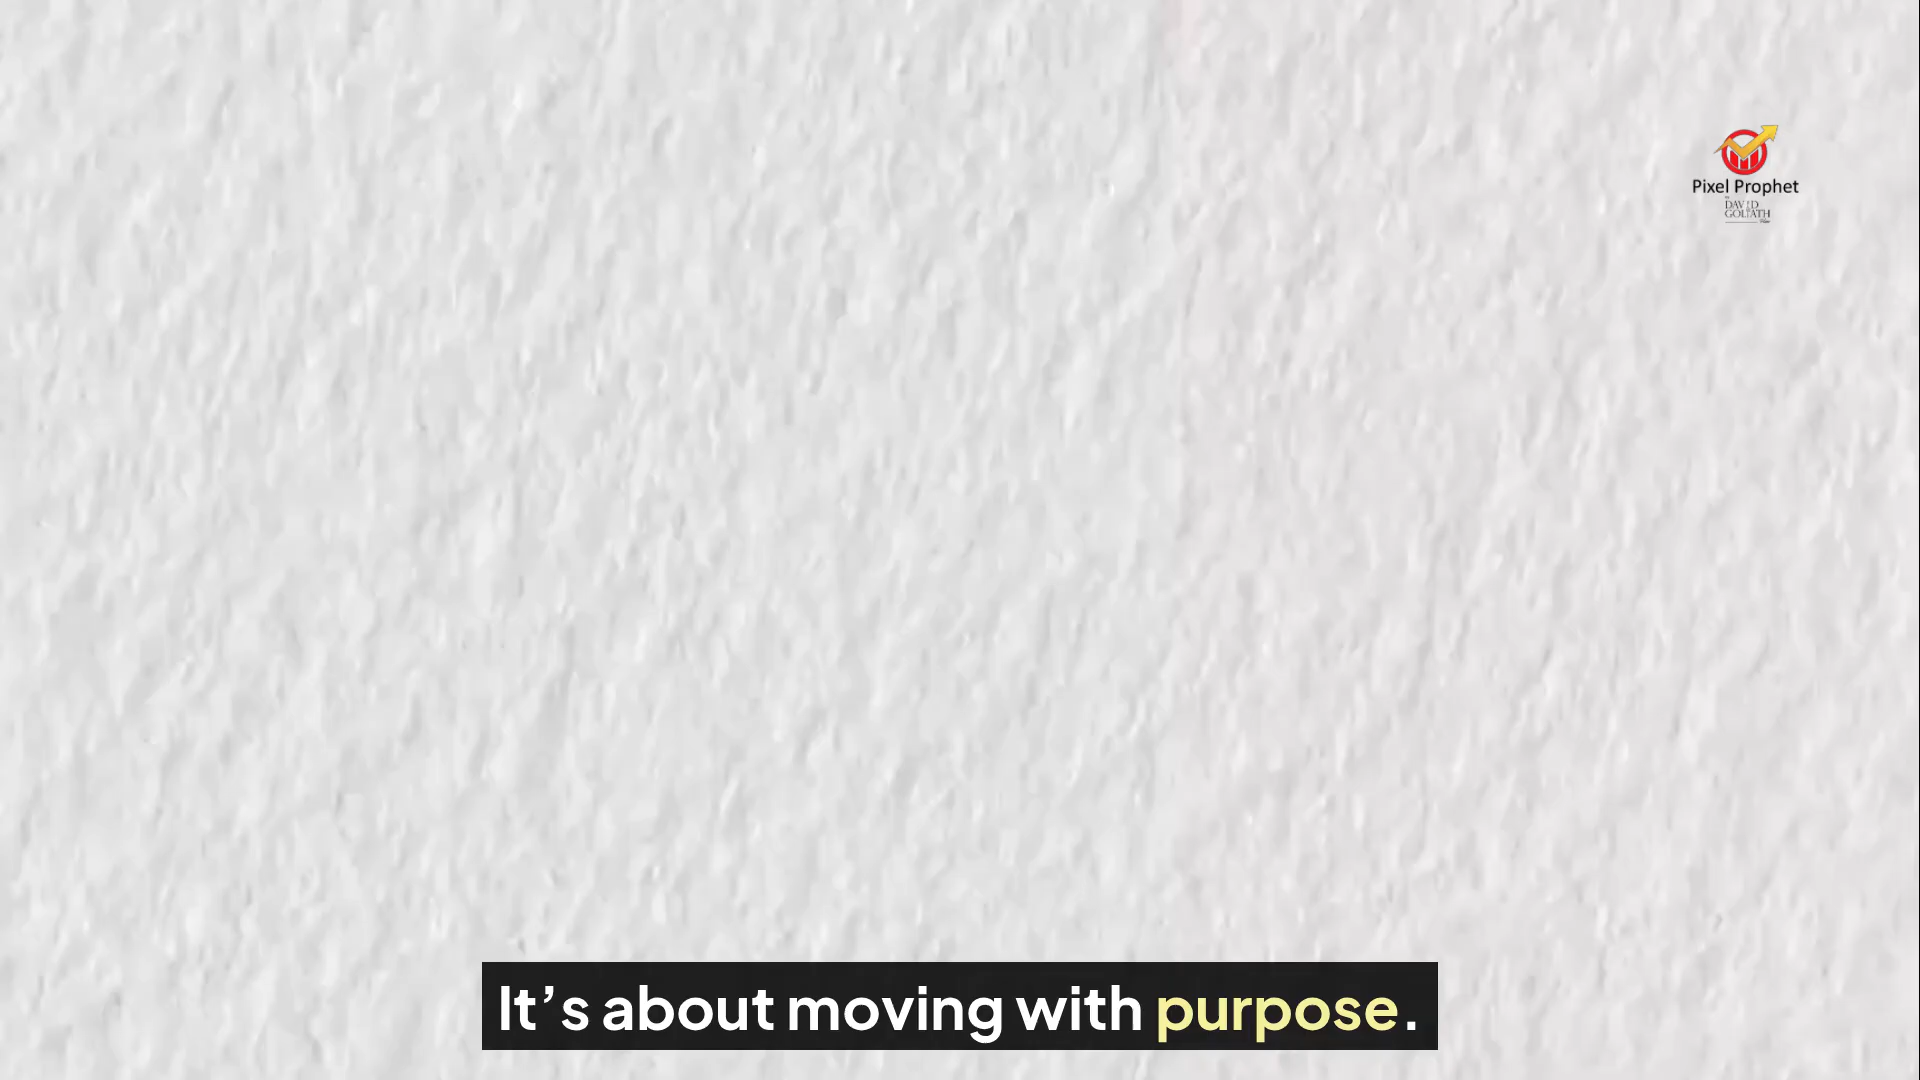 Pixel Prophet
DAVID
GOLIATH
It’s about moving with purpose.